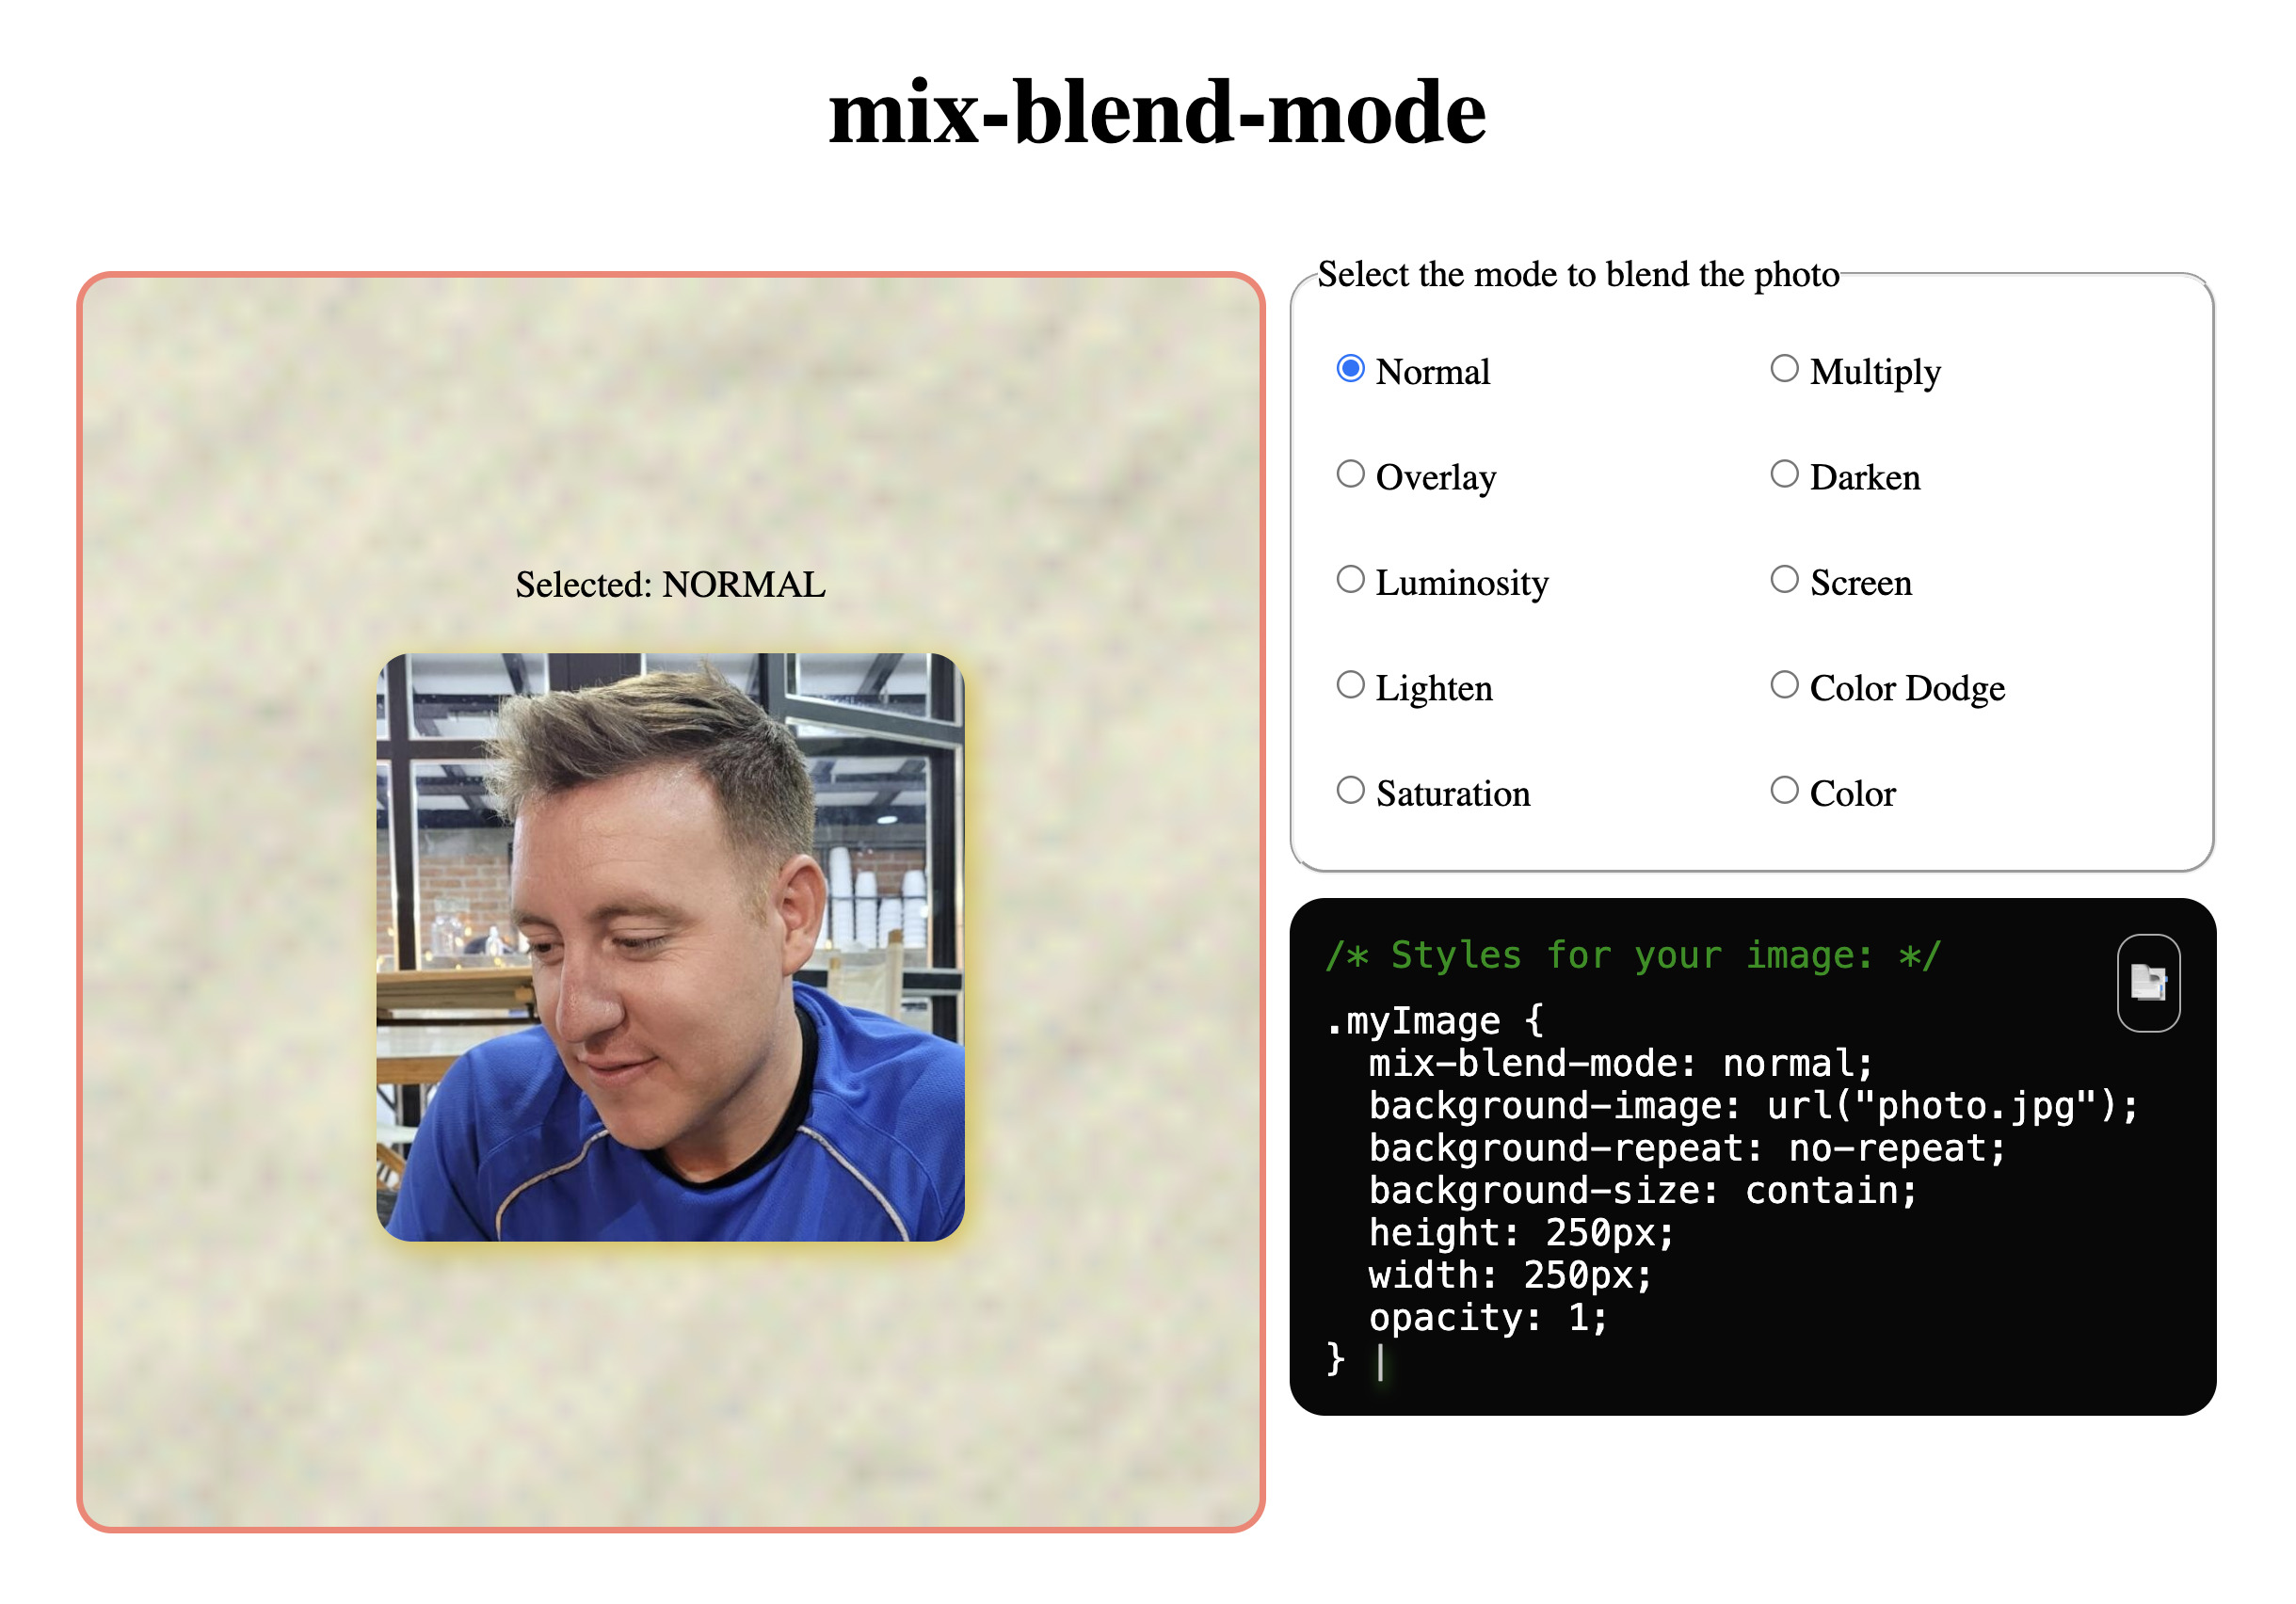 mix-blend-mode
Selected: NORMAL
Select the mode to blend the photo
Normal
Multiply
Overlay
Darken
Luminosity
Screen
Lighten
Color Dodge
Saturation
Color
/* Styles for your image: */
.myImage {
  mix-blend-mode: normal;
  background-image: url("photo.jpg");
  background-repeat: no-repeat;
  background-size: contain;
  height: 250px;
  width: 250px;
  opacity: 1;
}